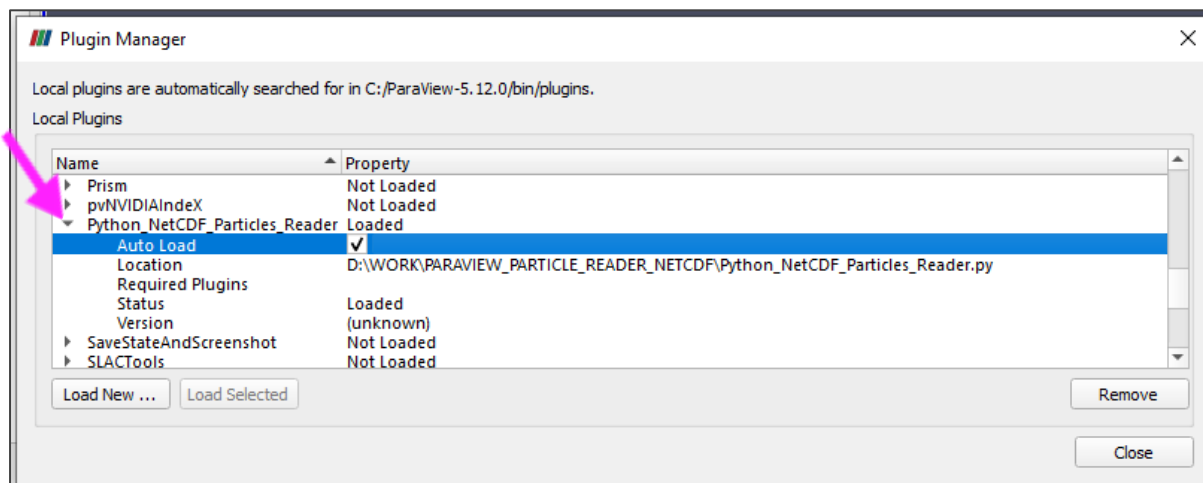 Plugin Manager
Local plugins are automatically searched for in C:/ParaView-5.12.0/bin/plugins.
Local Plugins
Name Property
Prism Not Loaded
pvNVIDIAIndeX Not Loaded
Python_NetCDF_Particles_Reader Loaded
Auto Load
Location D:\WORK\PARAVIEW_PARTICLE_READER_NETCDF\Python_NetCDF_Particles_Reader.py
Required Plugins
Status Loaded
Version (unknown)
SaveStateAndScreenshot Not Loaded
SLACTools Not Loaded
Load New ... Load Selected Remove
Close